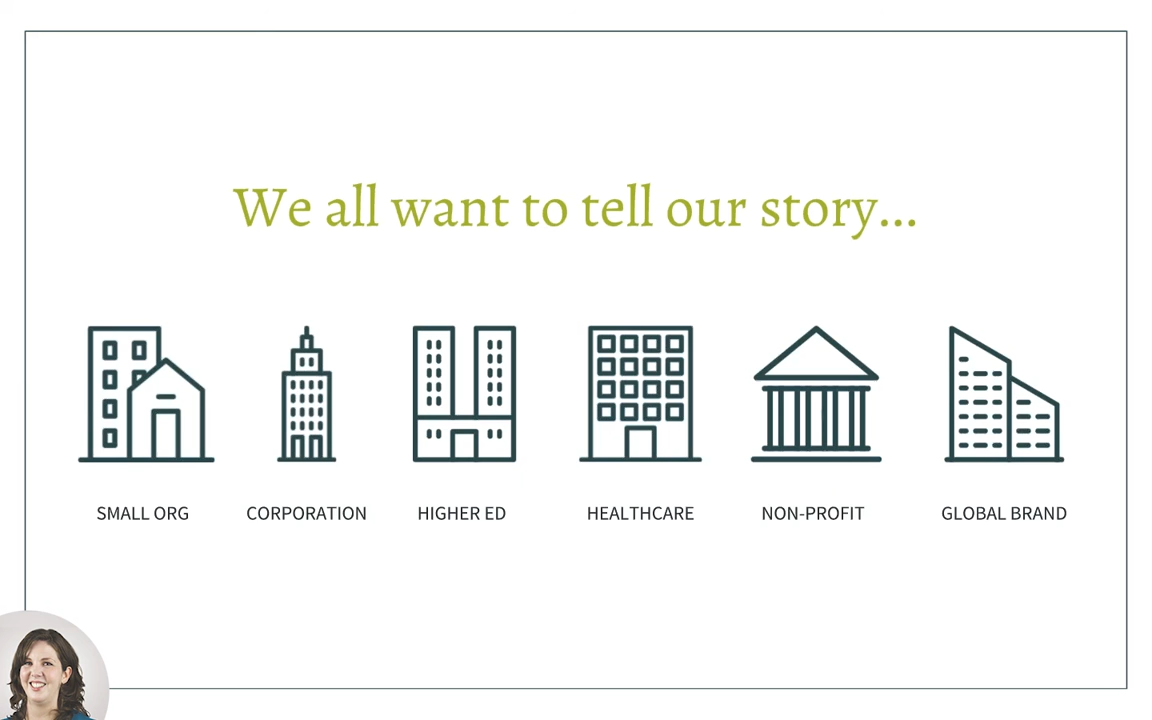 We all want to tell our story...
SMALL ORG
CORPORATION
HIGHER ED
HEALTHCARE
NON-PROFIT
GLOBAL BRAND